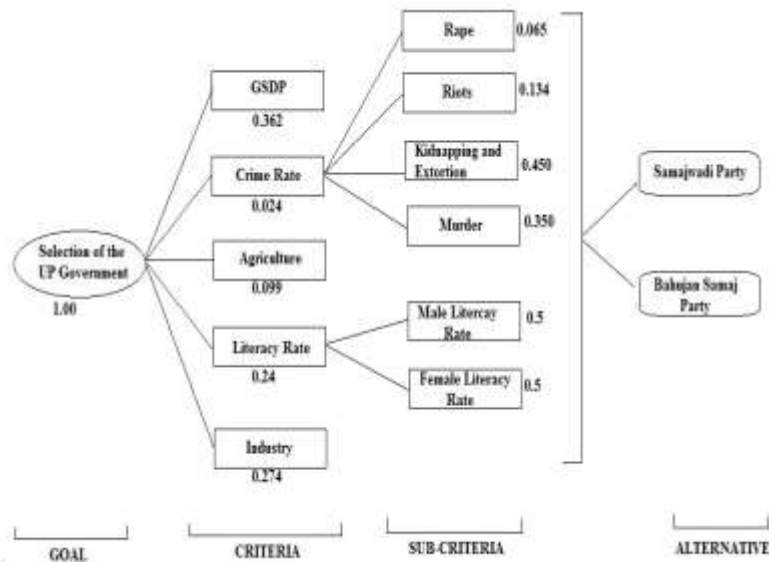 Selection of the
UP Government
1.00
GSDP
0.362
Crime Rate
0.024
Agriculture
0.099
Literacy Rate
0.24
Industry
0.274
Rape
0.065
Riots
0.134
Kidnapping and
Extortion
0.450
Murder
0.350
Male Litercay
Rate
0.5
Female Literacy
Rate
0.5
Samajwadi Party
Bahujan Samaj
Party
GOAL
CRITERIA
SUB-CRITERIA
ALTERNATIVE